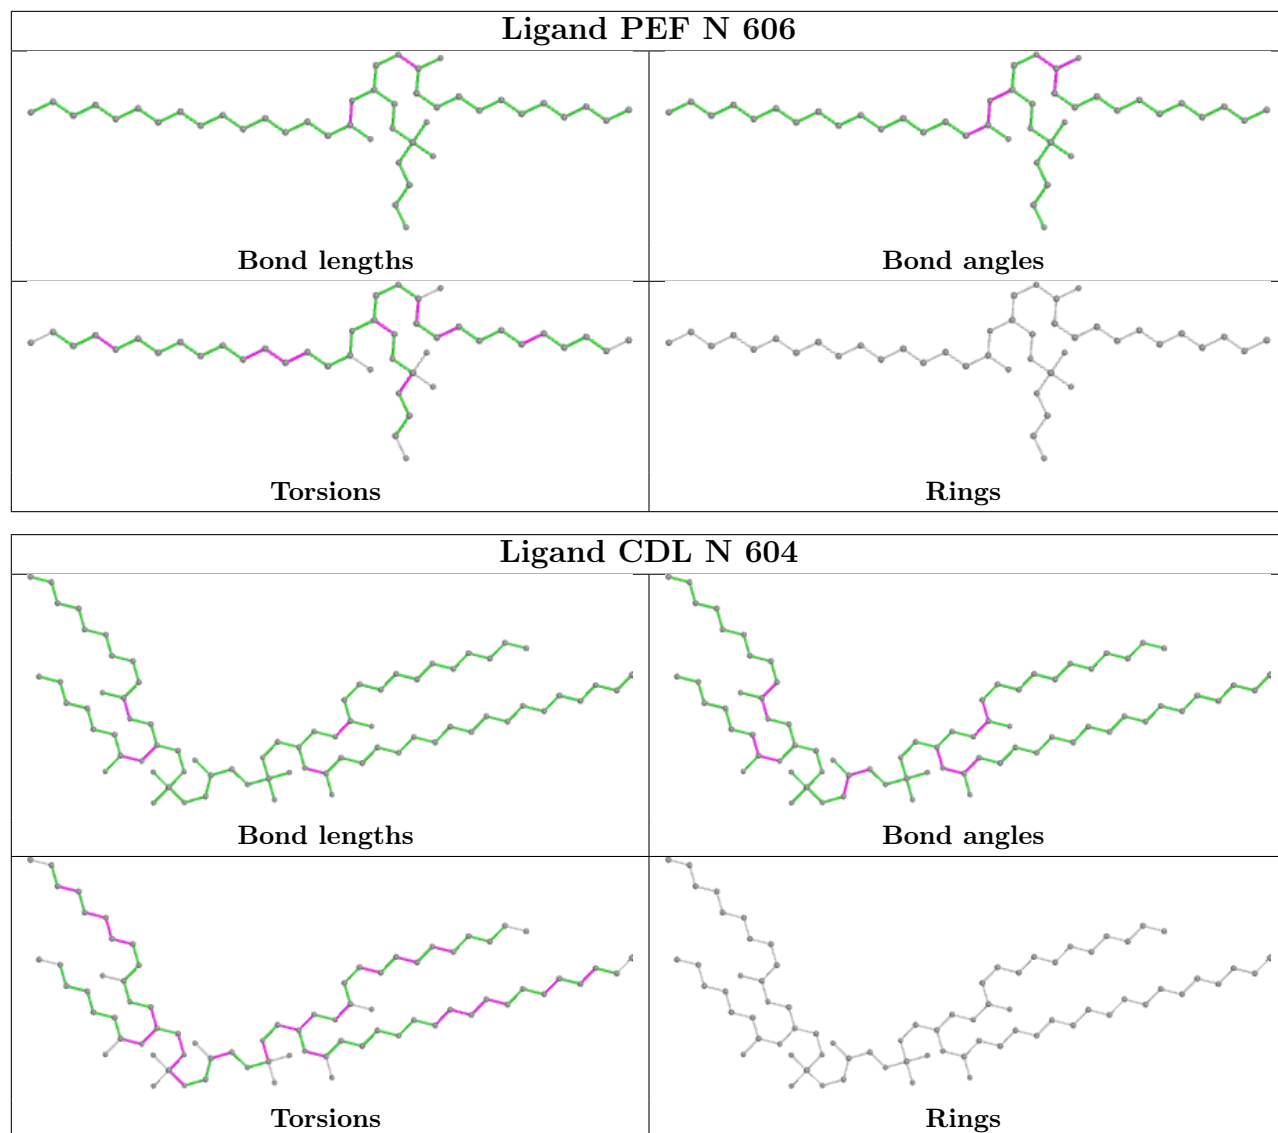 Ligand PEF N 606
Bond lengths
Bond angles
Torsions
Rings
Ligand CDL N 604
Bond lengths
Bond angles
Torsions
Rings